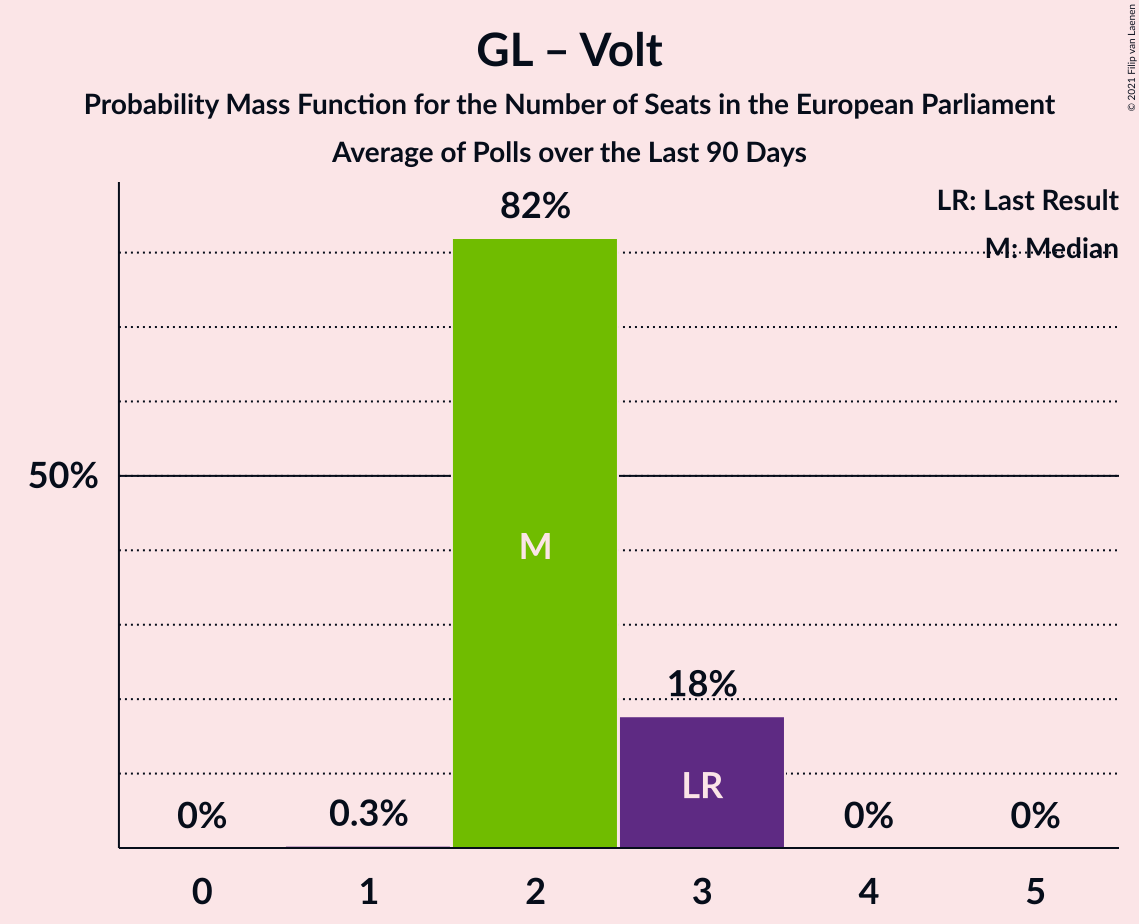 GL – Volt
Probability Mass Function for the Number of Seats in the European Parliament
Average of Polls over the Last 90 Days
© 2021 Filip van Laenen
LR: Last Result
M: Median
82%
50%
M
18%
LR
0%
0.3%
0%
0%
0
1
2
3
4
5